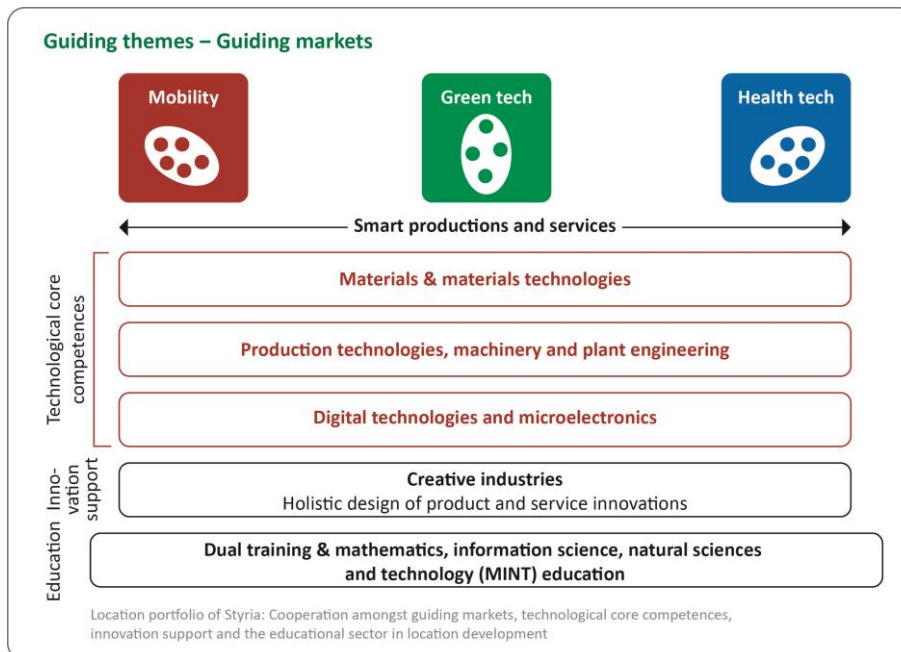 Guiding themes – Guiding markets
Mobility
Green tech
Health tech
Smart productions and services
Technological core
competences
Materials & materials technologies
Production technologies, machinery and plant engineering
Digital technologies and microelectronics
Inno-
vation
support
Creative industries
Holistic design of product and service innovations
Education
Dual training & mathematics, information science, natural sciences
and technology (MINT) education
Location portfolio of Styria: Cooperation amongst guiding markets, technological core competences,
innovation support and the educational sector in location development